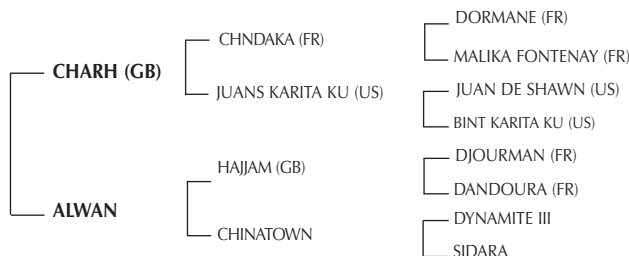 DORMANE (FR)
CHNDAKA (FR)
MALIKA FONTENAY (FR)
CHARH (GB)
JUANS KARITA KU (US)
JUAN DE SHAWN (US)
BINT KARITA KU (US)
HAJJAM (GB)
DJOURMAN (FR)
DANDOURA (FR)
ALWAN
CHINATOWN
DYNAMITE III
SIDARA